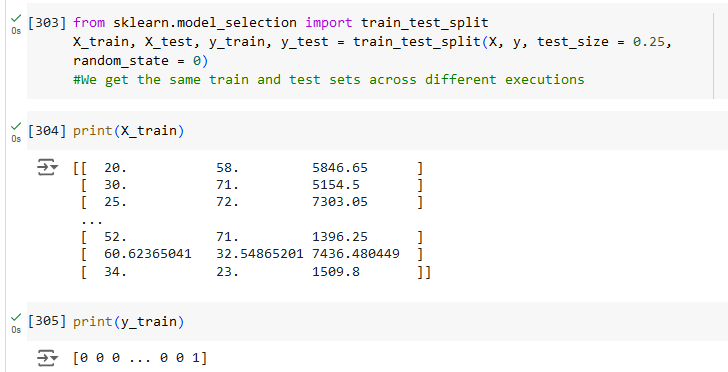 [303] from sklearn.model_selection import train_test_split
0s
X_train, X_test, y_train, y_test = train_test_split(X, y, test_size = 0.25,
random_state = 0)
#We get the same train and test sets across different executions
[304] print(X_train)
0s
[[ 20. 58. 5846.65 ]
[ 30. 71. 5154.5 ]
[ 25. 72. 7303.05 ]
...
[ 52. 71. 1396.25 ]
[ 60.62365041 32.54865201 7436.480449 ]
[ 34. 23. 1509.8 ]]
[305] print(y_train)
0s
[0 0 0 ... 0 0 1]